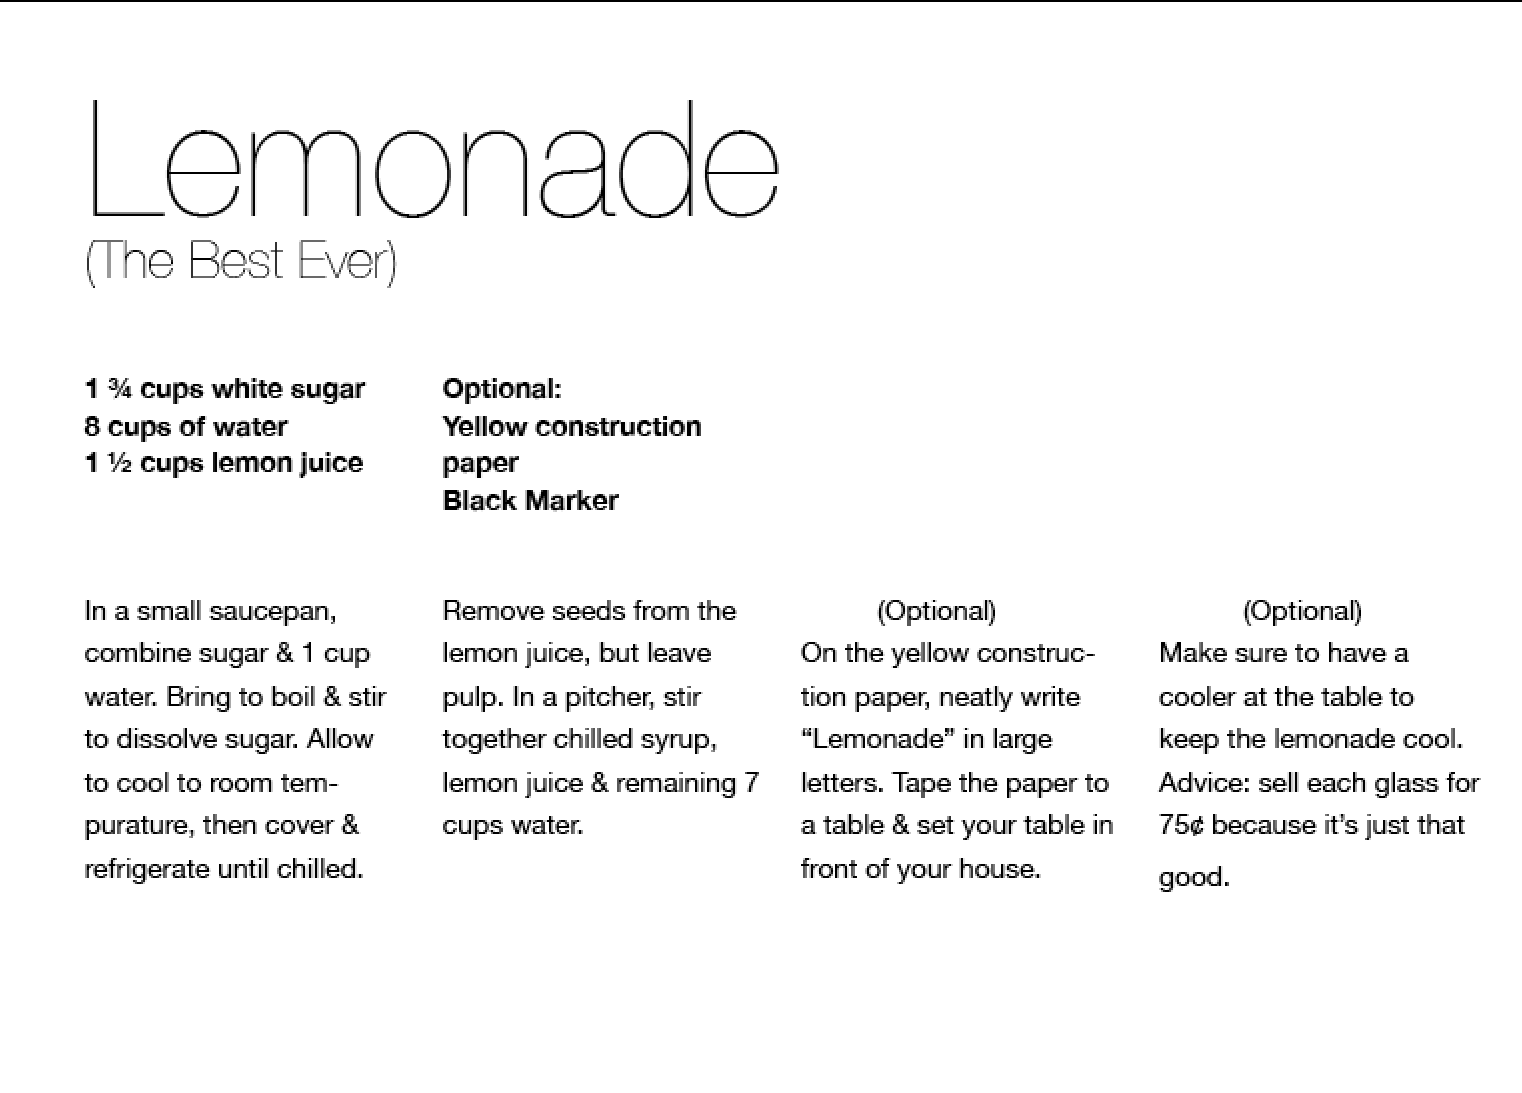 Lemonade
(The Best Ever)
1 ¾ cups white sugar
8 cups of water
1 ½ cups lemon juice
Optional:
Yellow construction
paper
Black Marker
In a small saucepan,
combine sugar & 1 cup
water. Bring to boil & stir
to dissolve sugar. Allow
to cool to room tem-
purature, then cover &
refrigerate until chilled.
Remove seeds from the
lemon juice, but leave
pulp. In a pitcher, stir
together chilled syrup,
lemon juice & remaining 7
cups water.
(Optional)
On the yellow construc-
tion paper, neatly write
“Lemonade” in large
letters. Tape the paper to
a table & set your table in
front of your house.
(Optional)
Make sure to have a
cooler at the table to
keep the lemonade cool.
Advice: sell each glass for
75¢ because it’s just that
good.